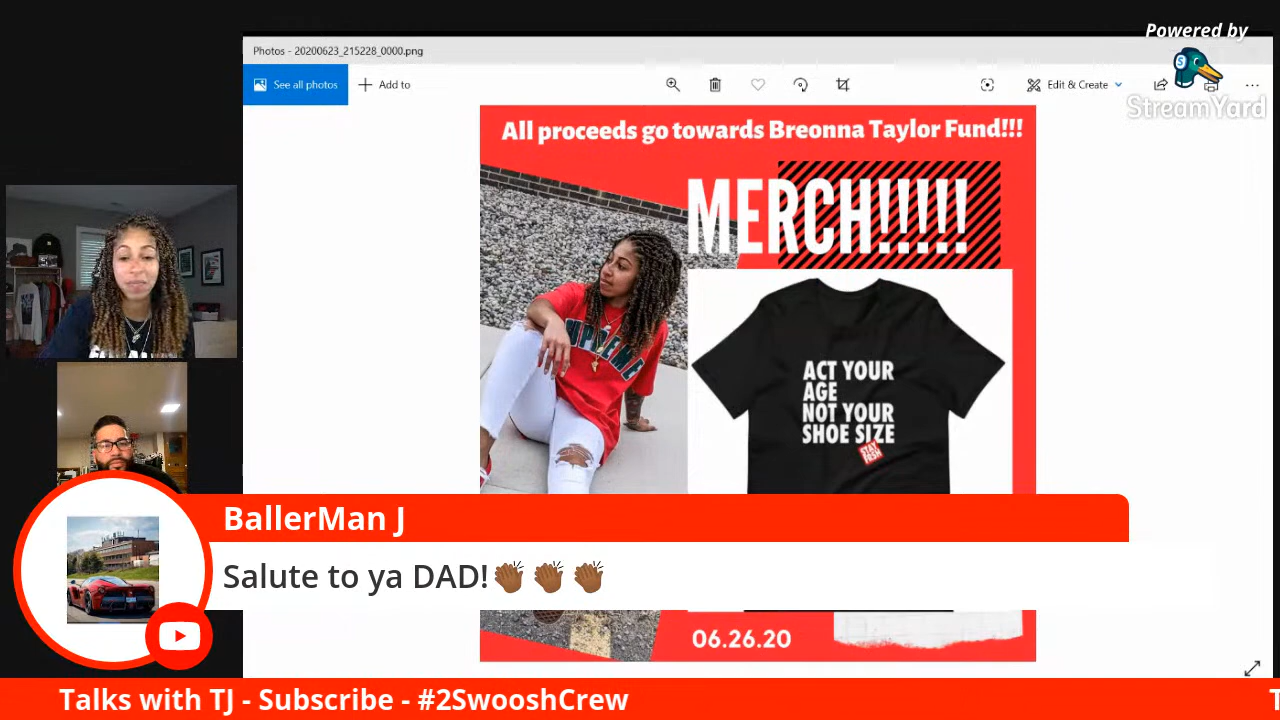 Powered by
StreamYard
Photos - 20200623_215228_0000.png
See all photos
Add to
Edit & Create
All proceeds go towards Breonna Taylor Fund!!!
MERCH!!!!!
ACT YOUR
AGE
NOT YOUR
SHOE SIZE
STAY
FR3SH
BallerMan J
Salute to ya DAD!👏🏾👏🏾👏🏾
06.26.20
Talks with TJ - Subscribe - #2SwooshCrew